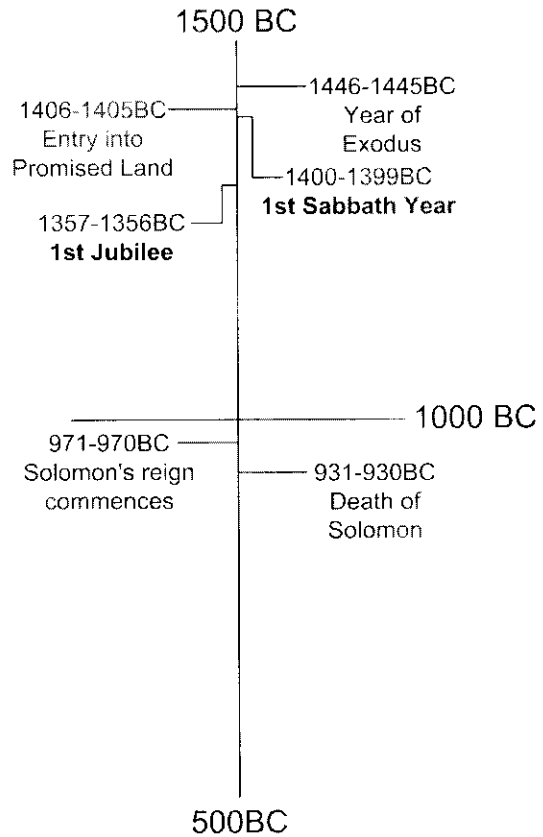 1500 BC
1446-1445BC
Year of
Exodus
1406-1405BC
Entry into
Promised Land
1400-1399BC
1st Sabbath Year
1357-1356BC
1st Jubilee
1000 BC
971-970BC
Solomon's reign
commences
931-930BC
Death of
Solomon
500BC